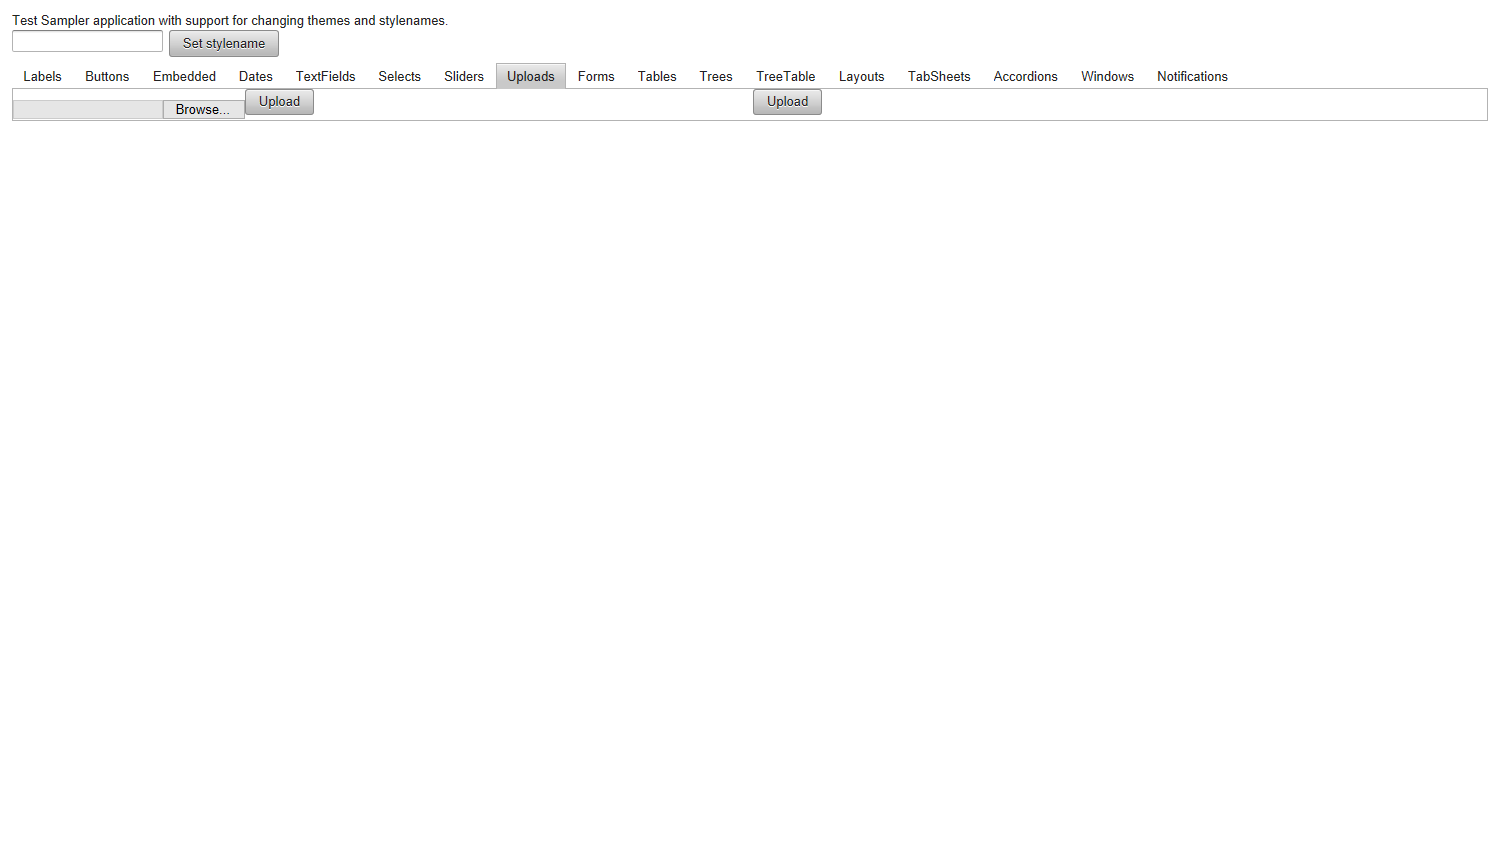 Test Sampler application with support for changing themes and stylenames.
Set stylename
Labels Buttons Embedded Dates TextFields Selects Sliders Uploads Forms Tables Trees TreeTable Layouts TabSheets Accordions Windows Notifications
Browse... Upload Upload